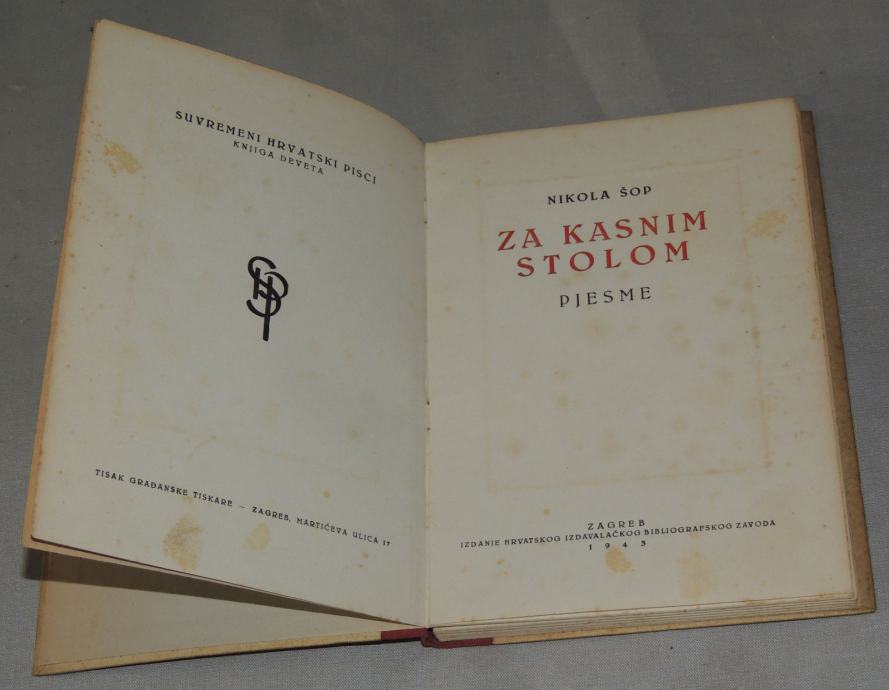 SUVREMENI HRVATSKI PISCI
KNJIGA DEVETA
TISAK GRAĐANSKE TISKARE — ZAGREB, MARTIĆEVA ULICA 17
NIKOLA ŠOP
ZA KASNIM
STOLOM
PJESME
ZAGREB
IZDANJE HRVATSKOG IZDAVALAČKOG BIBLIOGRAFSKOG ZAVODA
1943